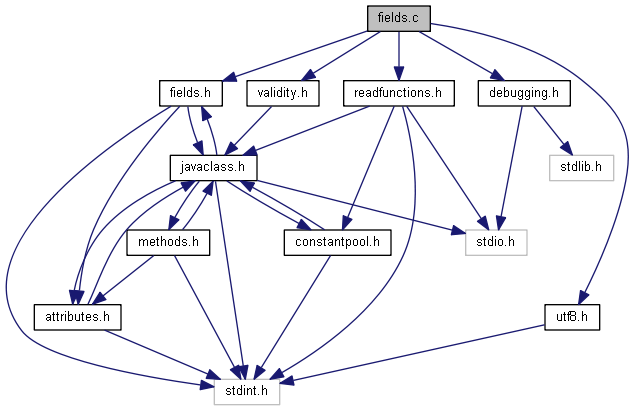 fields.c
fields.h
validity.h
readfunctions.h
debugging.h
javaclass.h
stdlib.h
methods.h
constantpool.h
stdio.h
attributes.h
utf8.h
stdint.h